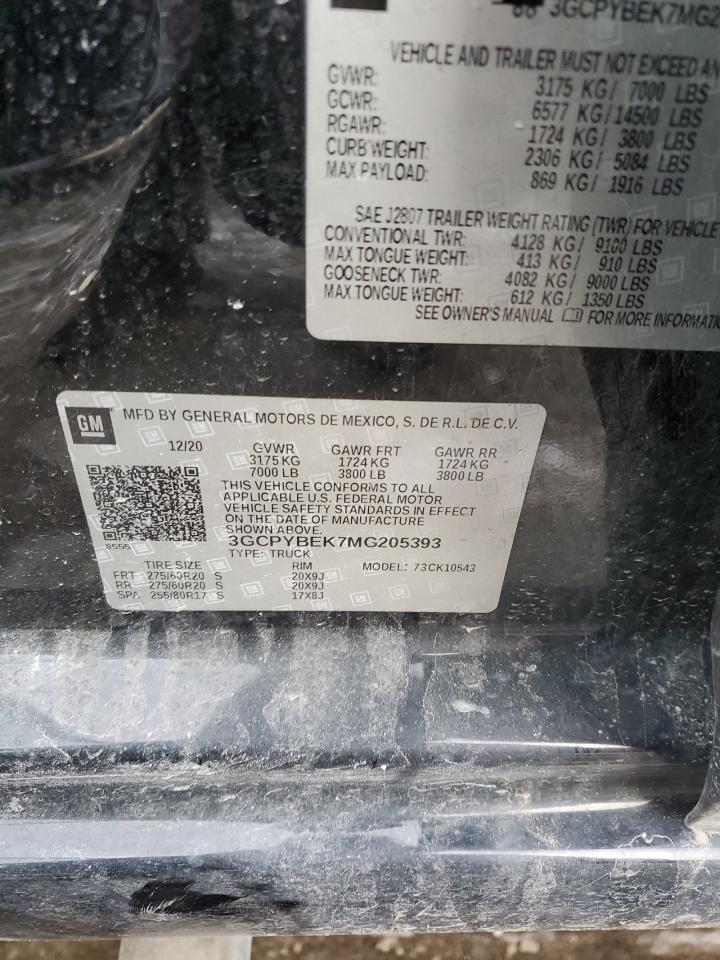 3GCPYBEK7MG2
VEHICLE AND TRAILER MUST NOT EXCEED AN
GVWR: 3175 KG/ 7000 LBS
GCWR: 6577 KG/14500 LBS
RGAWR: 1724 KG/ 3800 LBS
CURB WEIGHT: 2306 KG/ 5084 LBS
MAX PAYLOAD: 869 KG/ 1916 LBS
SAE J2807 TRAILER WEIGHT RATING (TWR) FOR VEHICLE
CONVENTIONAL TWR: 4128 KG/ 9100 LBS
MAX TONGUE WEIGHT: 413 KG/ 910 LBS
GOOSENECK TWR: 4082 KG/ 9000 LBS
MAX TONGUE WEIGHT: 612 KG/ 1350 LBS
SEE OWNER'S MANUAL FOR MORE INFORMATI
GM MFD BY GENERAL MOTORS DE MEXICO, S. DE R.L. DE C.V.
12/20 GVWR GAWR FRT GAWR RR
3175 KG 1724 KG 1724 KG
7000 LB 3800 LB 3800 LB
THIS VEHICLE CONFORMS TO ALL
APPLICABLE U.S. FEDERAL MOTOR
VEHICLE SAFETY STANDARDS IN EFFECT
ON THE DATE OF MANUFACTURE
SHOWN ABOVE.
8555 3GCPYBEK7MG205393
TYPE: TRUCK
TIRE SIZE RIM MODEL: 73CK10543
FRT 275/60R20 S 20X9J
RR 275/60R20 S 20X9J
SPA 255/80R17 S 17X8J